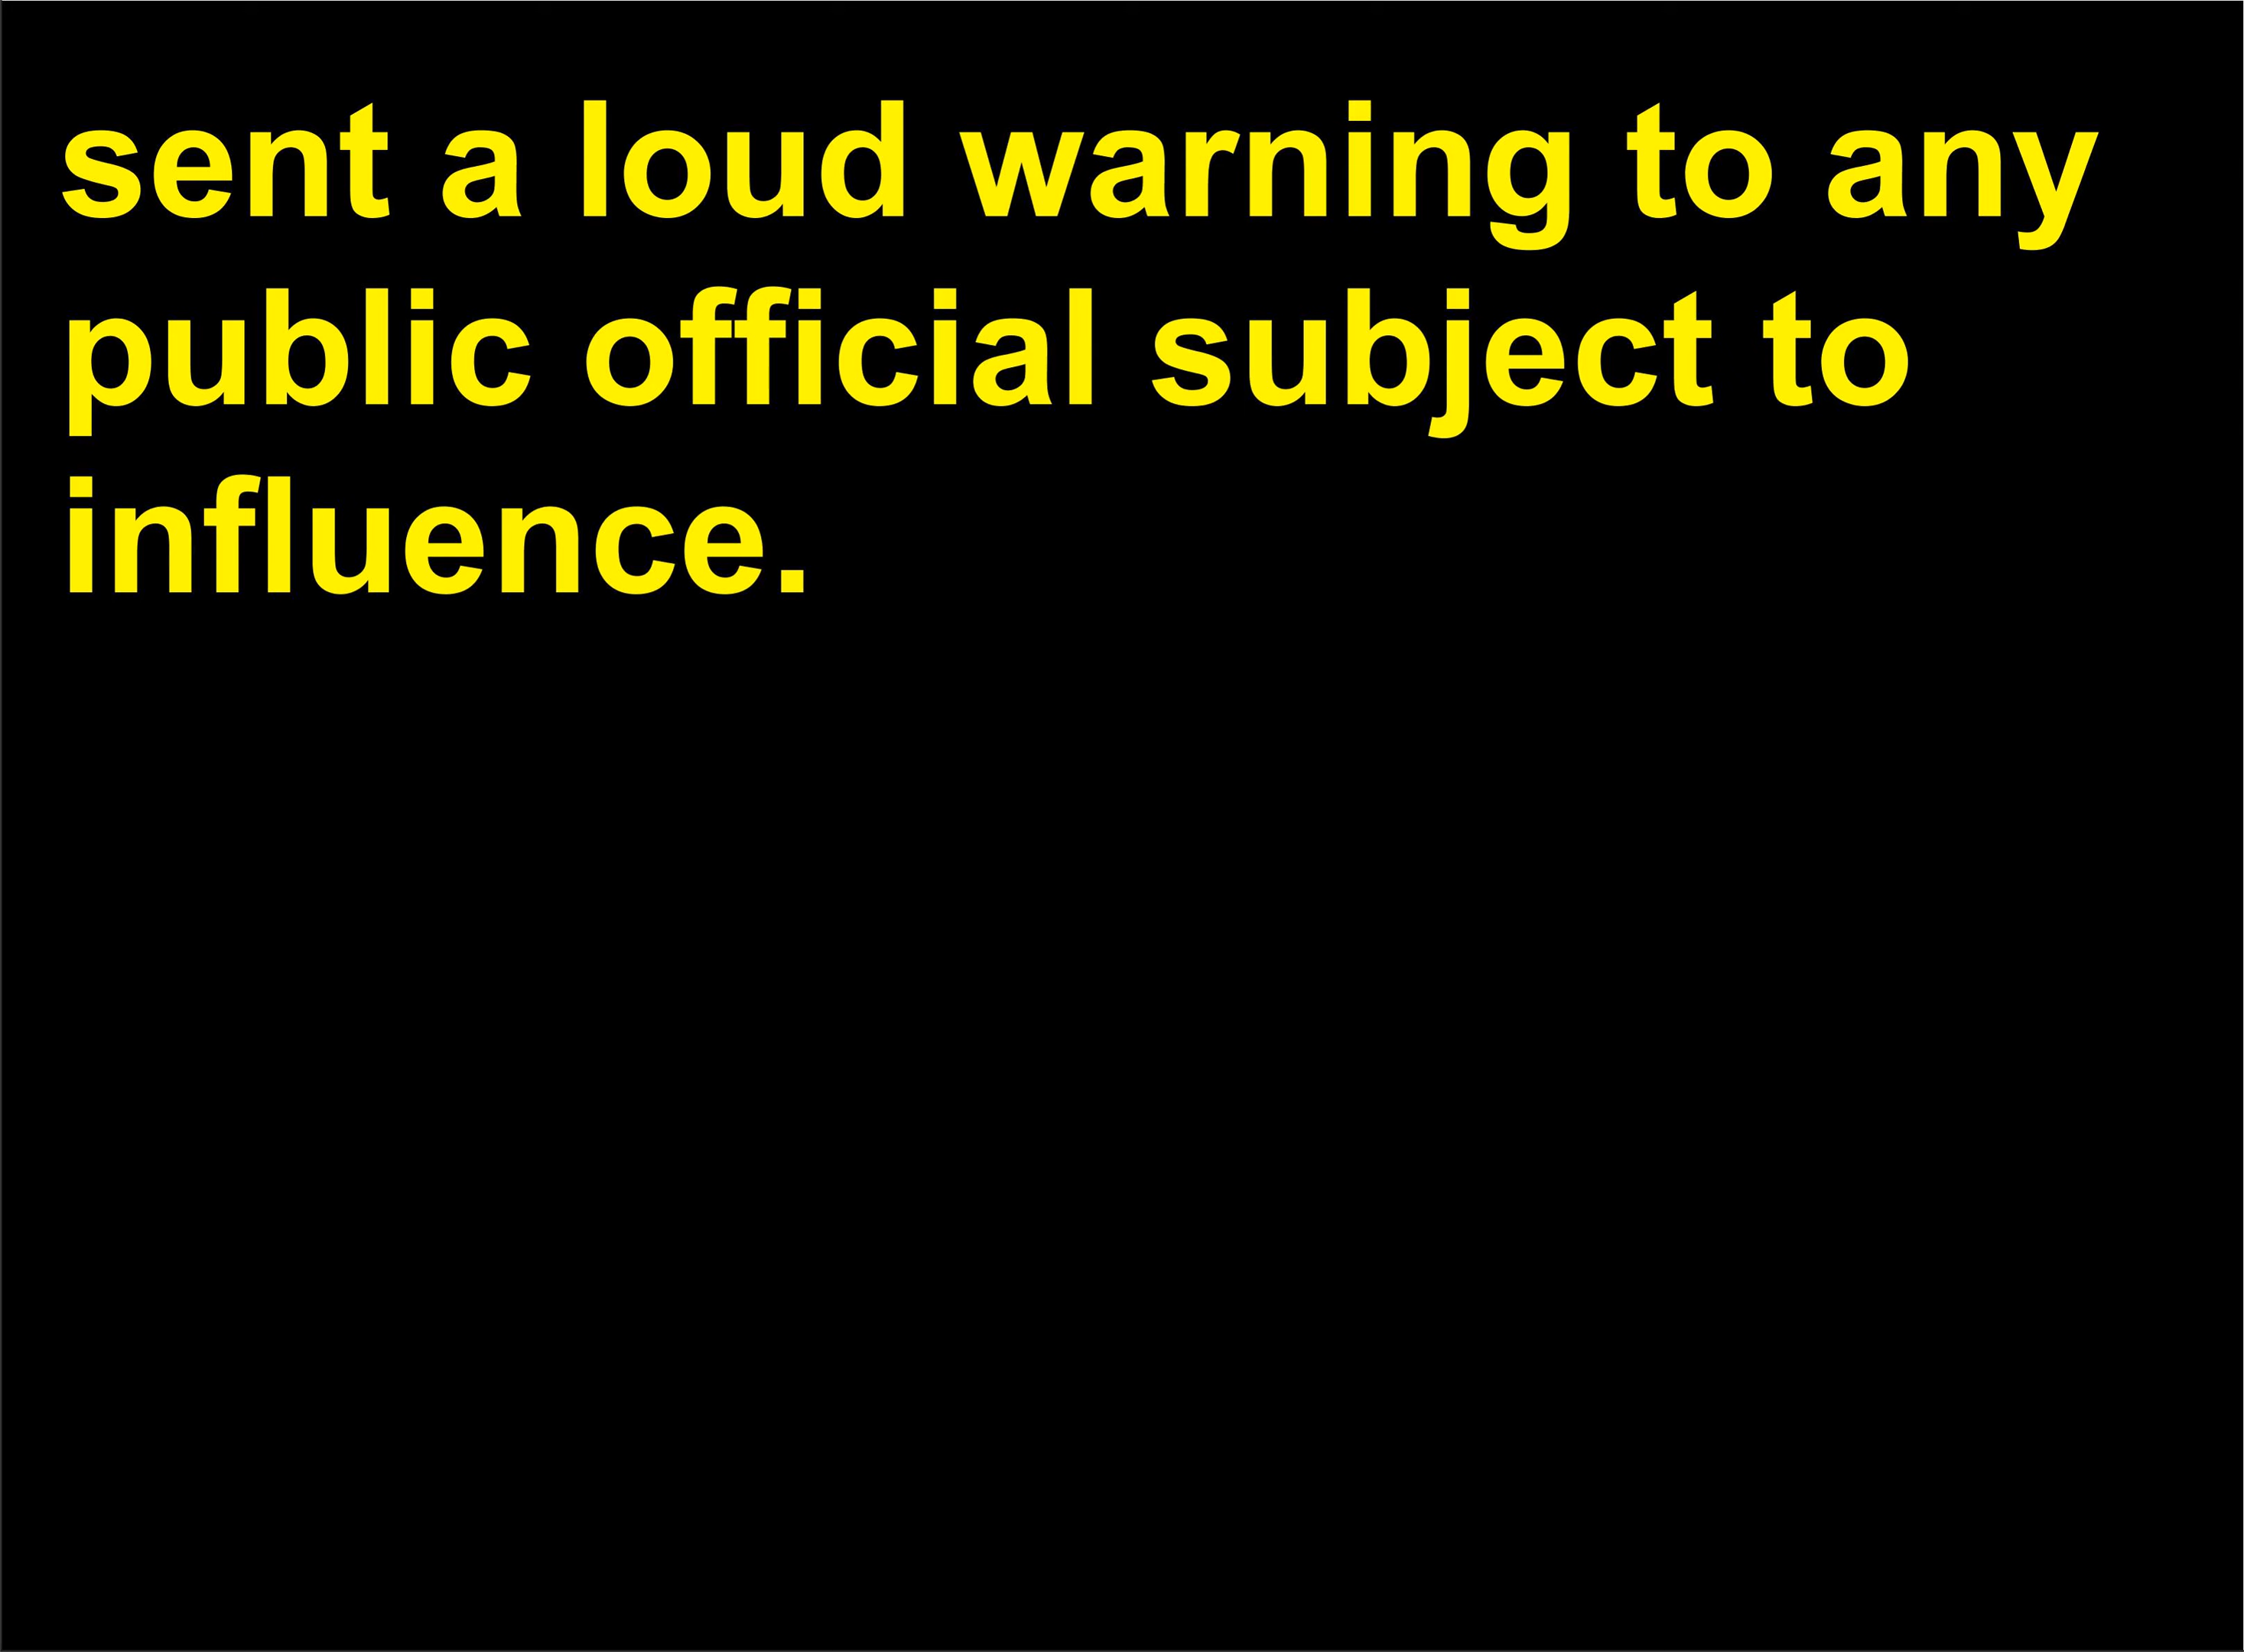 sent a loud warning to any
public official subject to
influence.